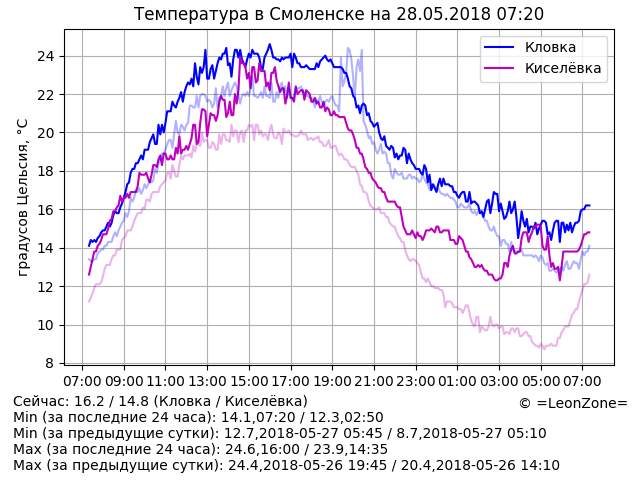 Температура в Смоленске на 28.05.2018 07:20
Кловка
Киселёвка
градусов Цельсия, °C
24
22
20
18
16
14
12
10
8
07:00 09:00 11:00 13:00 15:00 17:00 19:00 21:00 23:00 01:00 03:00 05:00 07:00
Сейчас: 16.2 / 14.8 (Кловка / Киселёвка)
© =LeonZone=
Min (за последние 24 часа): 14.1,07:20 / 12.3,02:50
Min (за предыдущие сутки): 12.7,2018-05-27 05:45 / 8.7,2018-05-27 05:10
Max (за последние 24 часа): 24.6,16:00 / 23.9,14:35
Max (за предыдущие сутки): 24.4,2018-05-26 19:45 / 20.4,2018-05-26 14:10